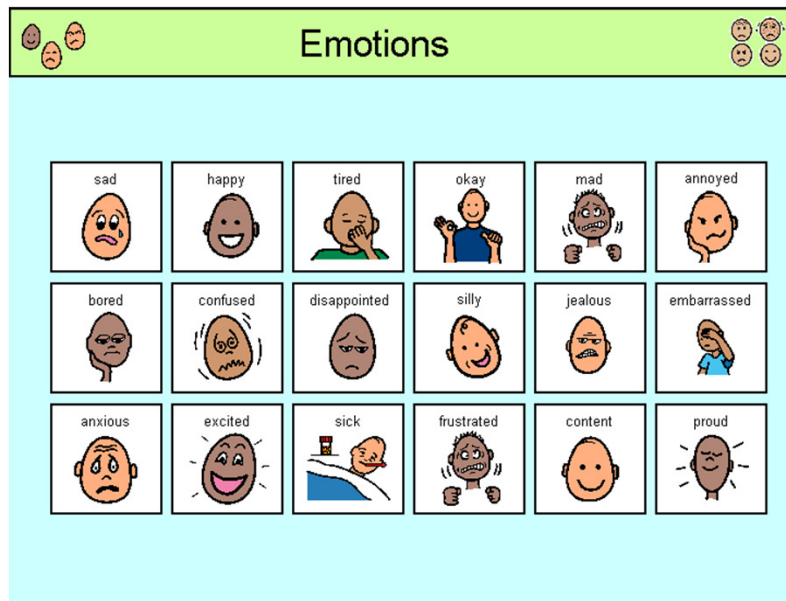 Emotions
sad
happy
tired
okay
mad
annoyed
bored
confused
disappointed
silly
jealous
embarrassed
anxious
excited
sick
frustrated
content
proud